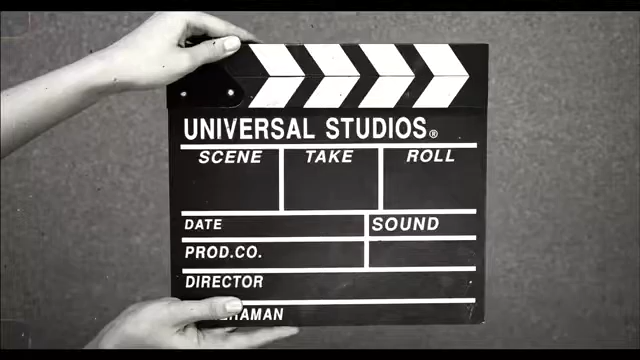 UNIVERSAL STUDIOS®
SCENE TAKE ROLL
DATE SOUND
PROD.CO.
DIRECTOR